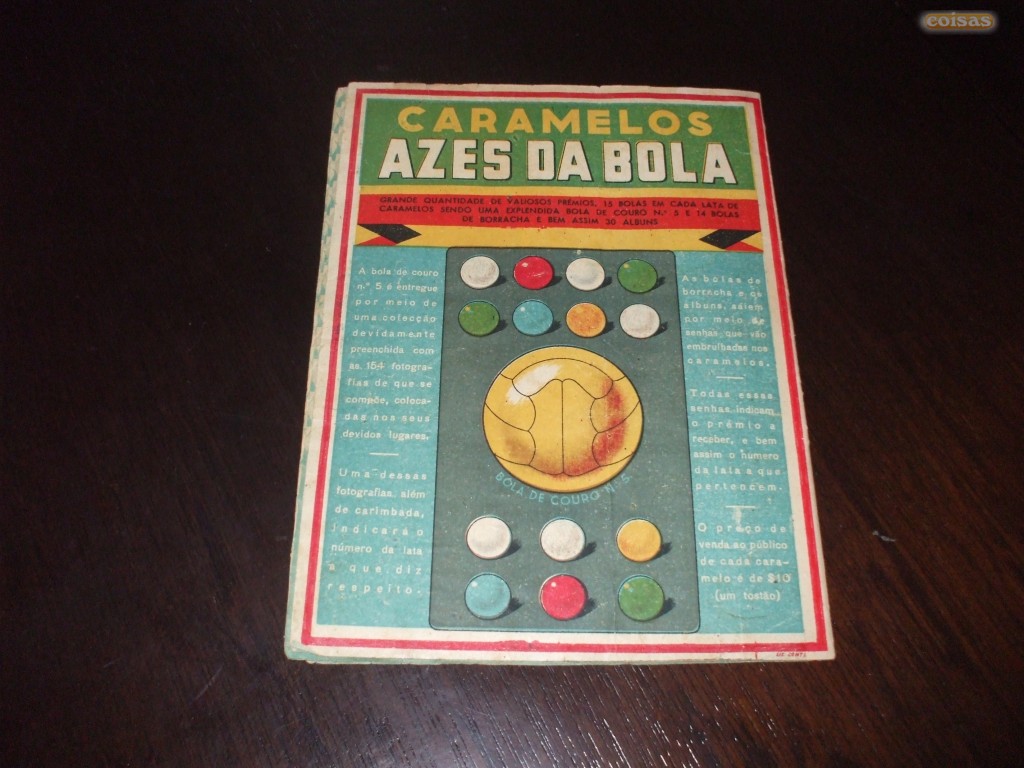 coisas
CARAMELOS
AZES DA BOLA
GRANDE QUANTIDADE DE VALIOSOS PRÉMIOS, 15 BOLAS EM CADA LATA DE
CARAMELOS SENDO UMA EXPLENDIDA BOLA DE COURO N.º 5 E 14 BOLAS
DE BORRACHA E BEM ASSIM 30 ALBUNS
A bola de couro
n.º 5 é entregue
por meio de
uma colecção
devidamente
preenchida com
as 154 fotogra-
fias de que se
compõe, coloca-
das nos seus
devidos lugares.
Uma dessas
fotografias, além
de carimbada,
indicará o
número da lata
a que diz
respeito.
BOLA DE COURO N.º 5
As bolas de
borracha e os
albuns, saiem
por meio de
senhas que vão
embrulhadas nos
caramelos.
Todas essas
senhas indicam
o prémio a
receber, e bem
assim o número
da lata a que
pertencem.
O preço de
venda ao público
de cada cara-
melo é de $10
(um tostão)